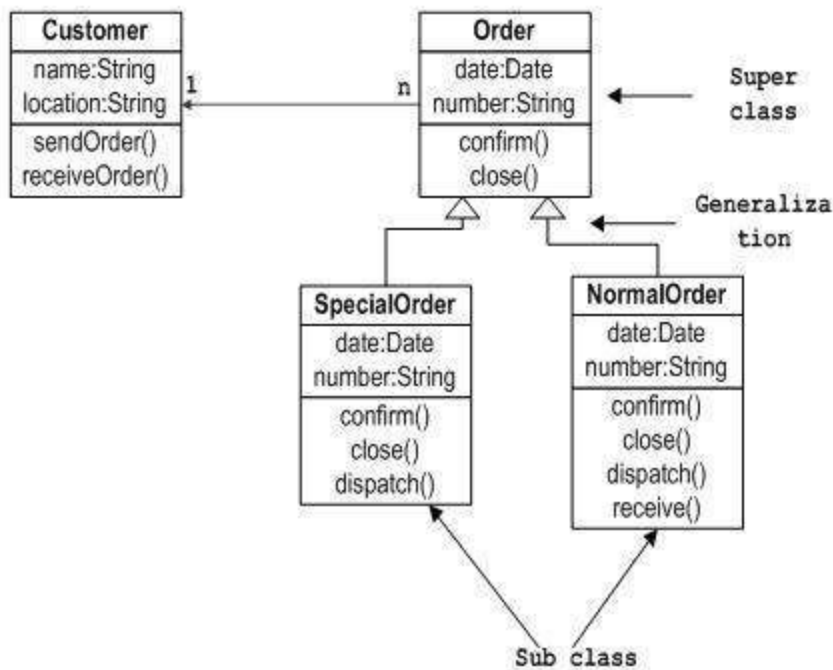 Customer
name:String
location:String
sendOrder()
receiveOrder()
1
n
Order
date:Date
number:String
confirm()
close()
Super
class
Generaliza
tion
SpecialOrder
date:Date
number:String
confirm()
close()
dispatch()
NormalOrder
date:Date
number:String
confirm()
close()
dispatch()
receive()
Sub class